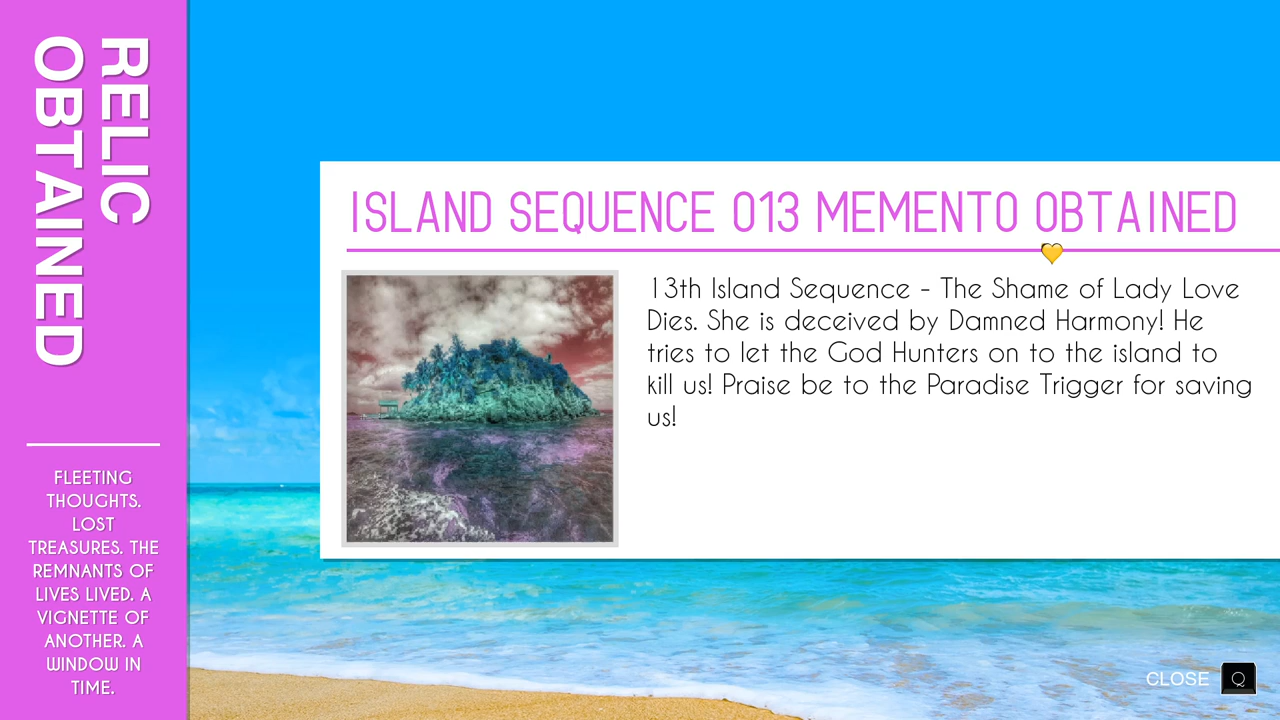 RELIC
OBTAINED
FLEETING
THOUGHTS.
LOST
TREASURES. THE
REMNANTS OF
LIVES LIVED. A
VIGNETTE OF
ANOTHER. A
WINDOW IN
TIME.
ISLAND SEQUENCE 013 MEMENTO OBTAINED
13th Island Sequence - The Shame of Lady Love
Dies. She is deceived by Damned Harmony! He
tries to let the God Hunters on to the island to
kill us! Praise be to the Paradise Trigger for saving
us!
CLOSE Q